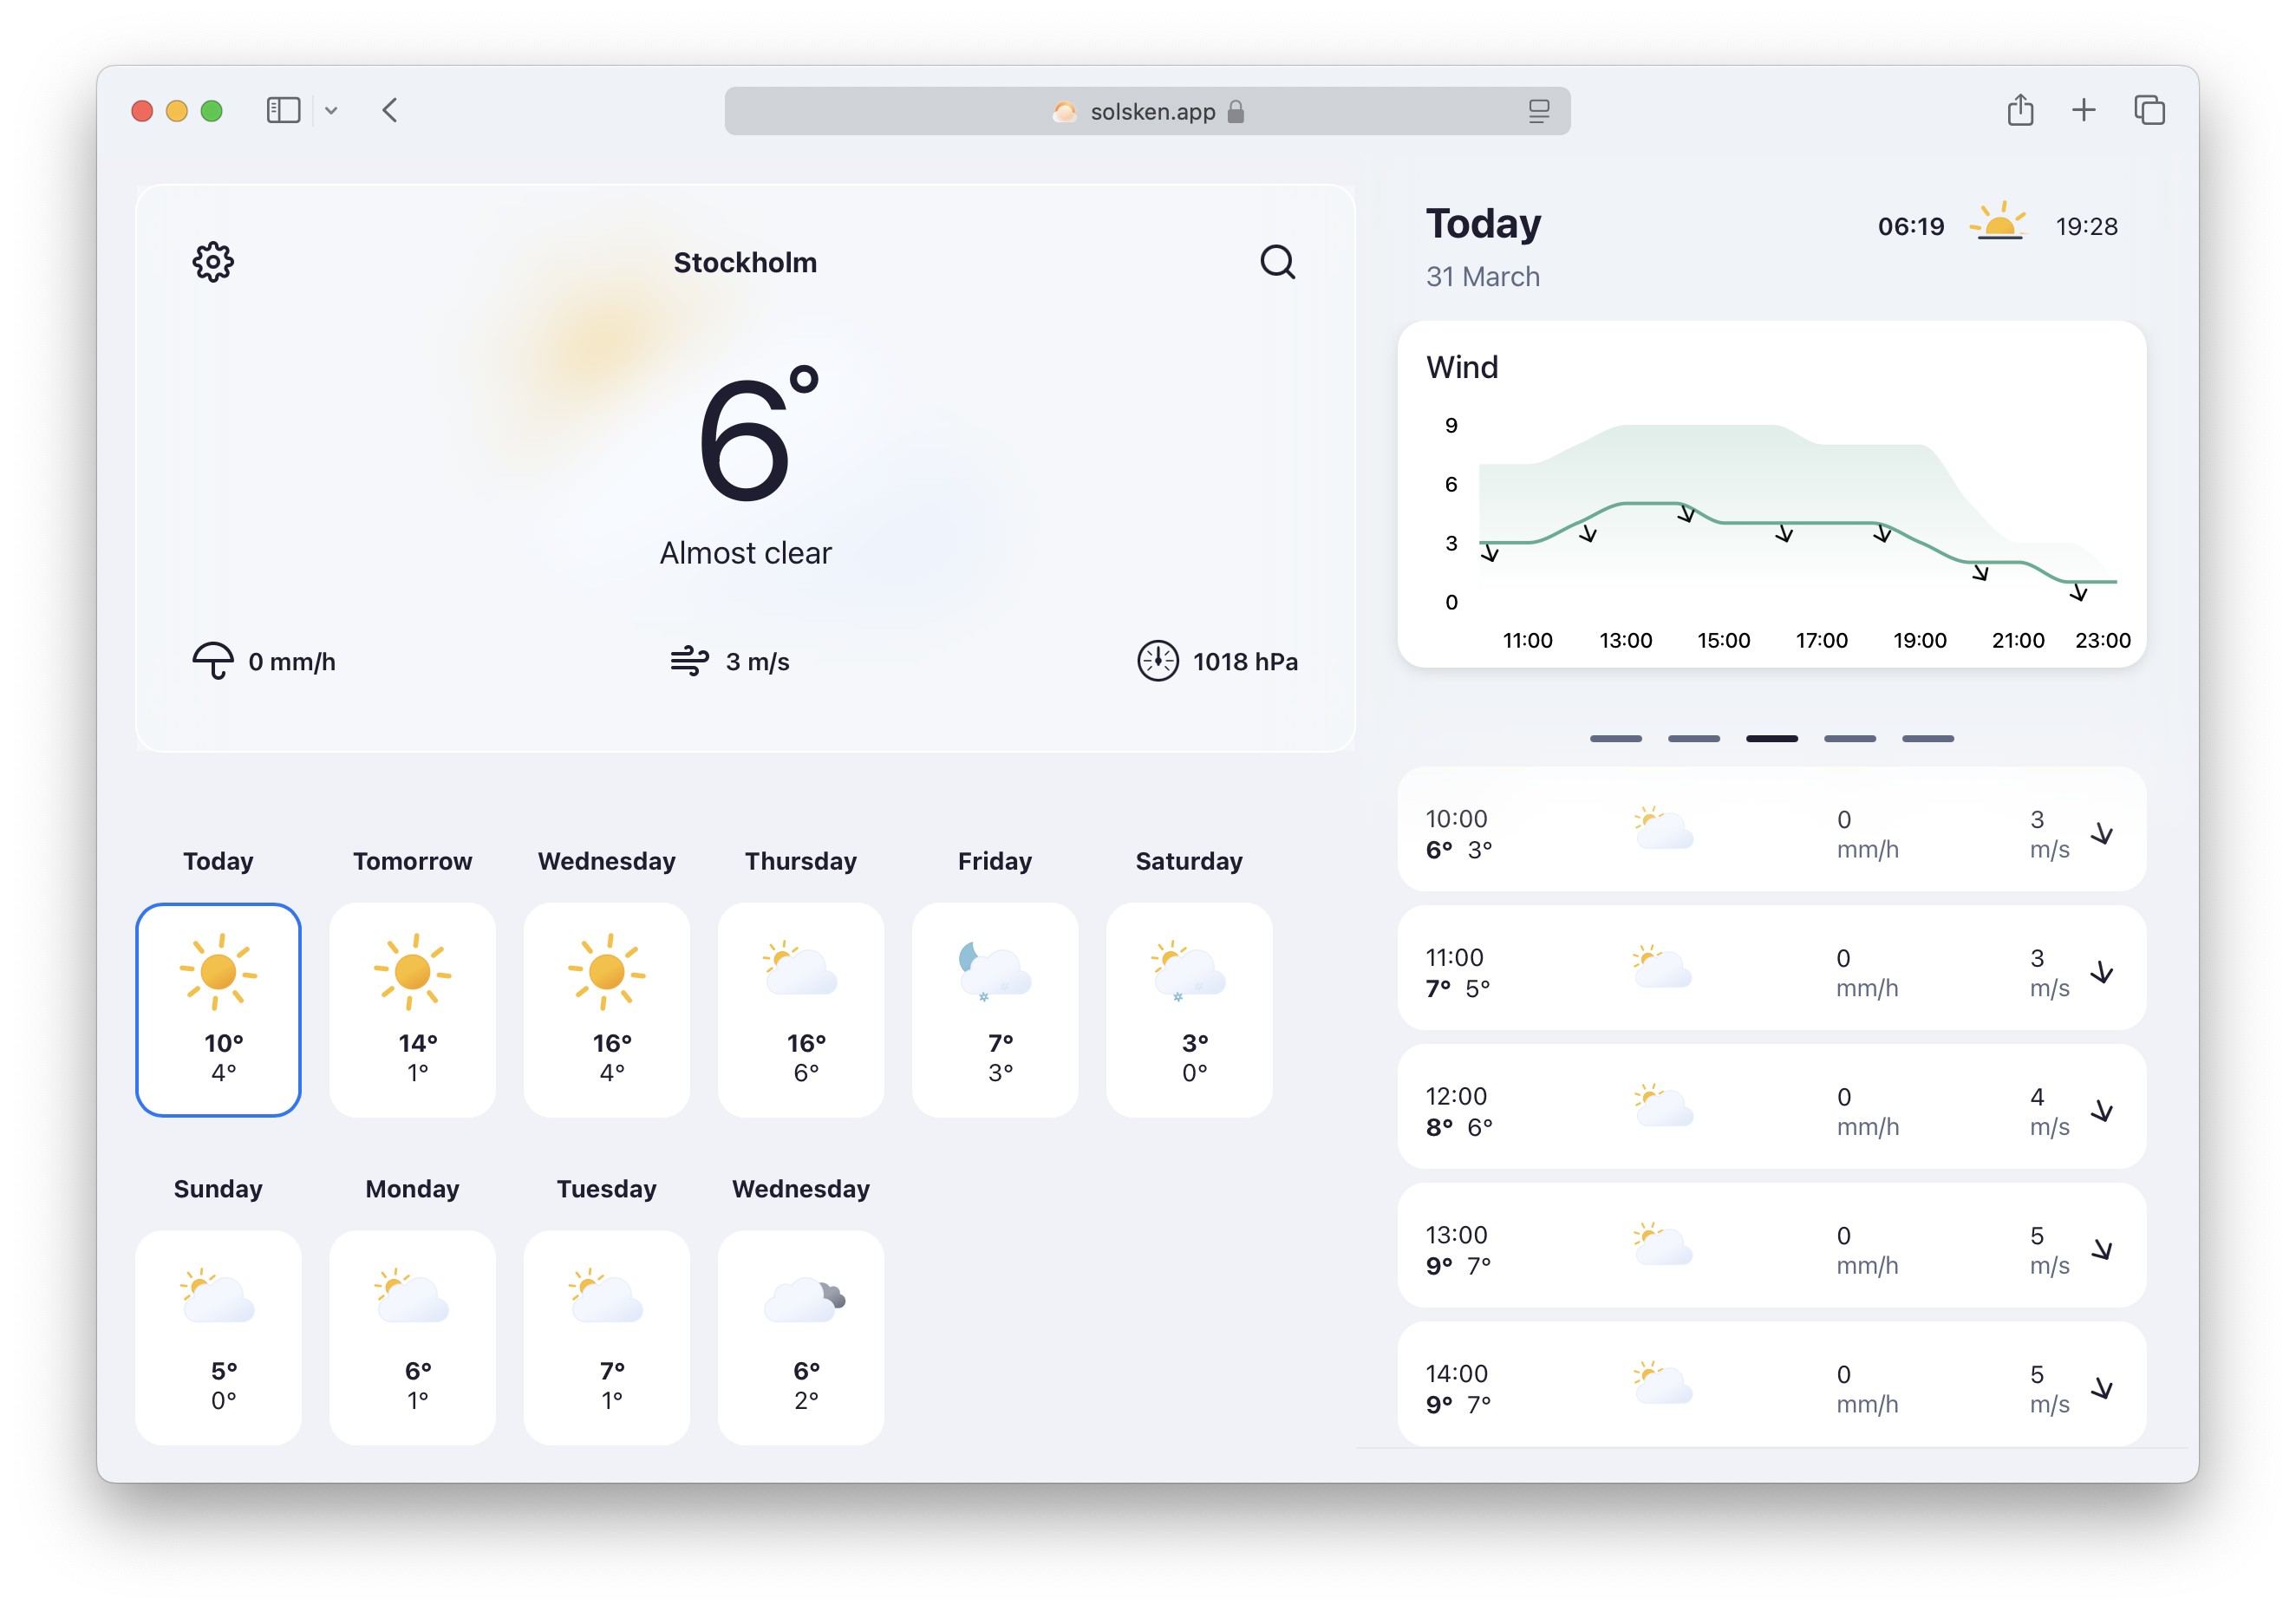 solsken.app
Stockholm
6°
Almost clear
0 mm/h
3 m/s
1018 hPa
Today
Tomorrow
Wednesday
Thursday
Friday
Saturday
10°
4°
14°
1°
16°
4°
16°
6°
7°
3°
3°
0°
Sunday
Monday
Tuesday
Wednesday
5°
0°
6°
1°
7°
1°
6°
2°
Today
06:19
19:28
31 March
Wind
9
6
3
0
11:00
13:00
15:00
17:00
19:00
21:00
23:00
10:00
6° 3°
0
mm/h
3
m/s
11:00
7° 5°
0
mm/h
3
m/s
12:00
8° 6°
0
mm/h
4
m/s
13:00
9° 7°
0
mm/h
5
m/s
14:00
9° 7°
0
mm/h
5
m/s